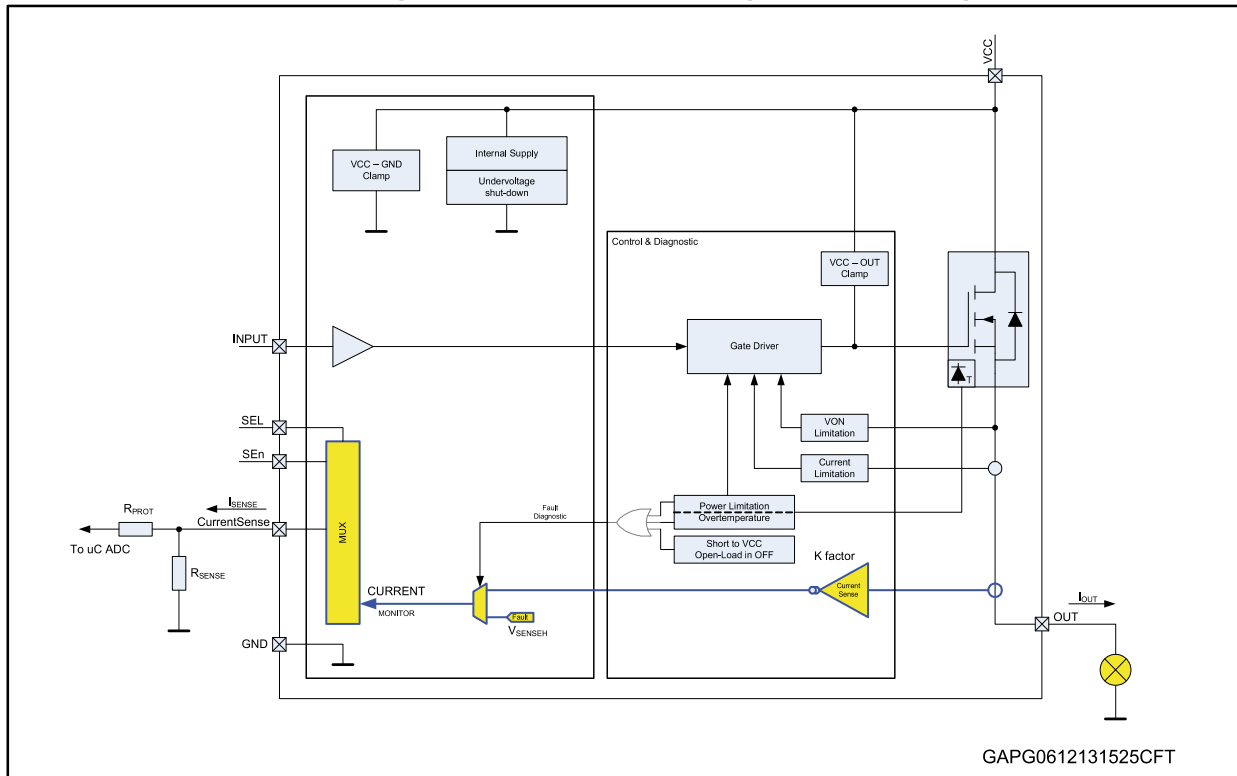 VCC
Internal Supply
VCC – GND
Clamp
Undervoltage
shut-down
Control & Diagnostic
VCC – OUT
Clamp
INPUT
Gate Driver
T
SEL
VON
Limitation
SEn
Current
Limitation
RPROT
ISENSE
CurrentSense
MUX
Fault
Diagnostic
Power Limitation
Overtemperature
To uC ADC
Short to VCC
Open-Load in OFF
K factor
RSENSE
CURRENT
MONITOR
Current
Sense
Fault
VSENSEH
IOUT
OUT
GND
GAPG0612131525CFT